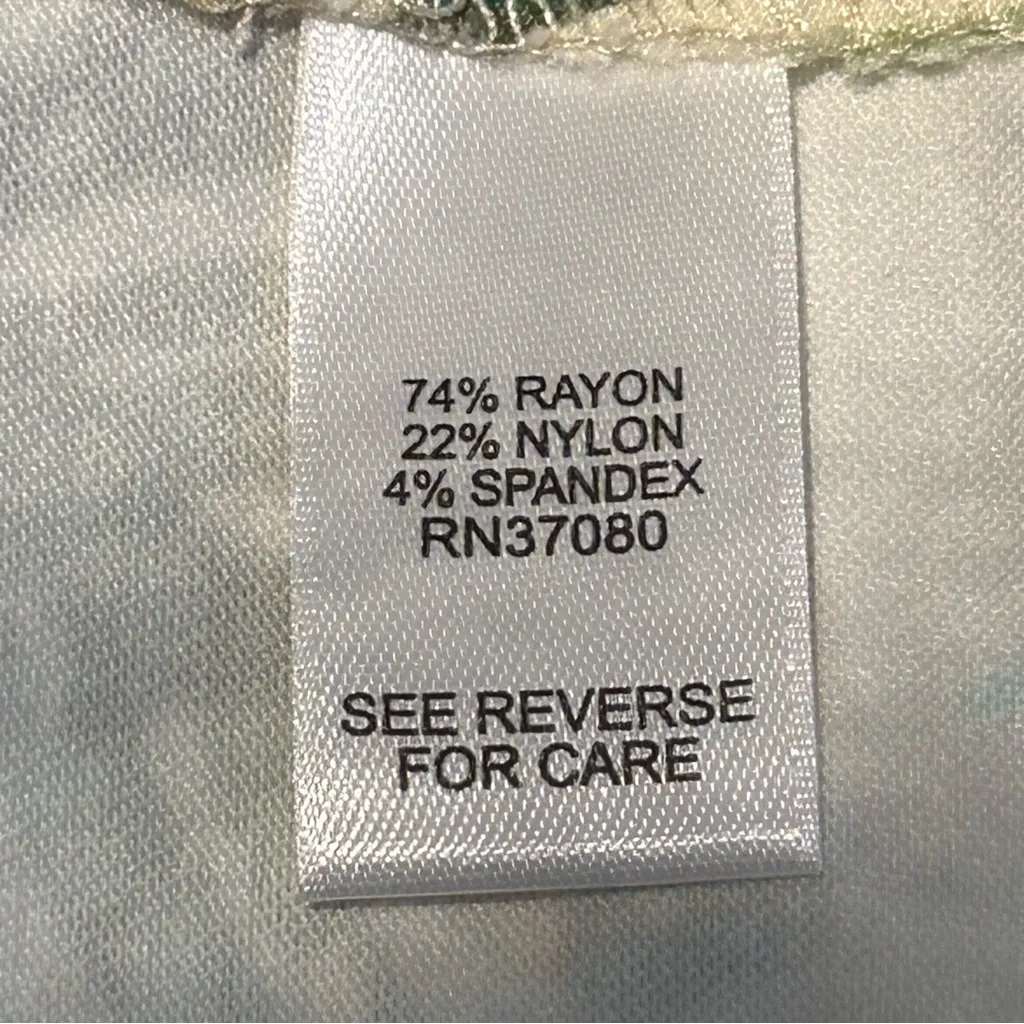 74% RAYON
22% NYLON
4% SPANDEX
RN37080
SEE REVERSE
FOR CARE